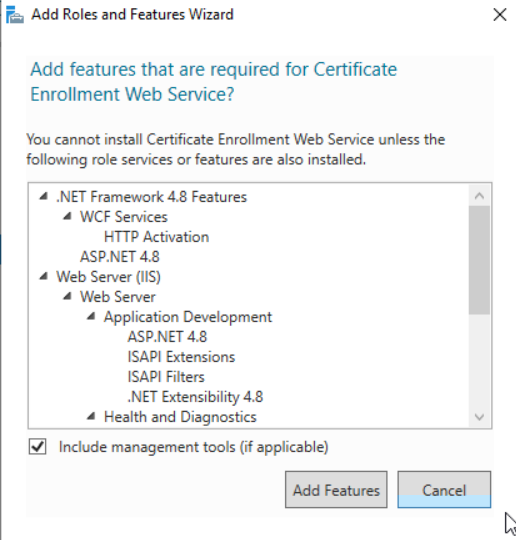 Add Roles and Features Wizard
Add features that are required for Certificate
Enrollment Web Service?
You cannot install Certificate Enrollment Web Service unless the
following role services or features are also installed.
.NET Framework 4.8 Features
WCF Services
HTTP Activation
ASP.NET 4.8
Web Server (IIS)
Web Server
Application Development
ASP.NET 4.8
ISAPI Extensions
ISAPI Filters
.NET Extensibility 4.8
Health and Diagnostics
Include management tools (if applicable)
Add Features
Cancel